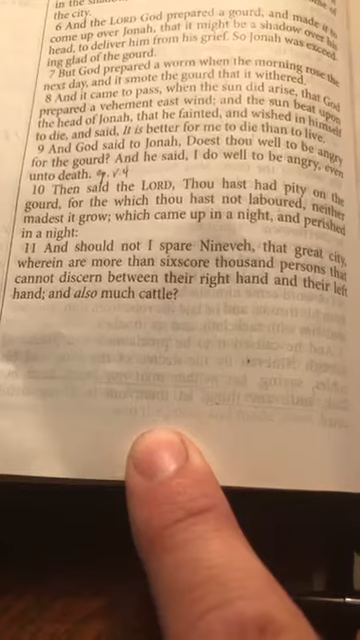 in the
the city.
6 And the LORD God prepared a gourd, and made it to
come up over Jonah, that it might be a shadow over his
head, to deliver him from his grief. So Jonah was exceed-
ing glad of the gourd.
7 But God prepared a worm when the morning rose the
next day, and it smote the gourd that it withered.
8 And it came to pass, when the sun did arise, that God
prepared a vehement east wind; and the sun beat upon
the head of Jonah, that he fainted, and wished in himself
to die, and said, It is better for me to die than to live.
9 And God said to Jonah, Doest thou well to be angry
for the gourd? And he said, I do well to be angry, even
unto death. v.4
10 Then said the LORD, Thou hast had pity on the
gourd, for the which thou hast not laboured, neither
madest it grow; which came up in a night, and perished
in a night:
11 And should not I spare Nineveh, that great city,
wherein are more than sixscore thousand persons that
cannot discern between their right hand and their left
hand; and also much cattle?